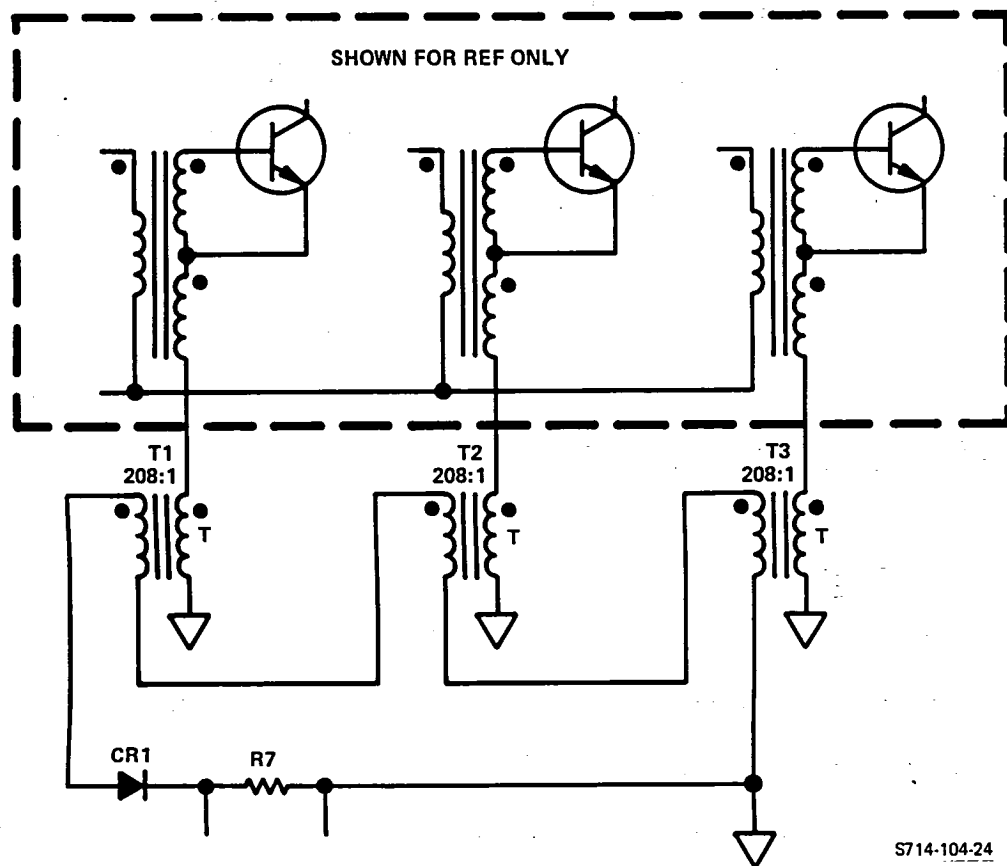 SHOWN FOR REF ONLY
T1
208:1
T2
208:1
T3
208:1
T
T
T
CR1
R7
S714-104-24